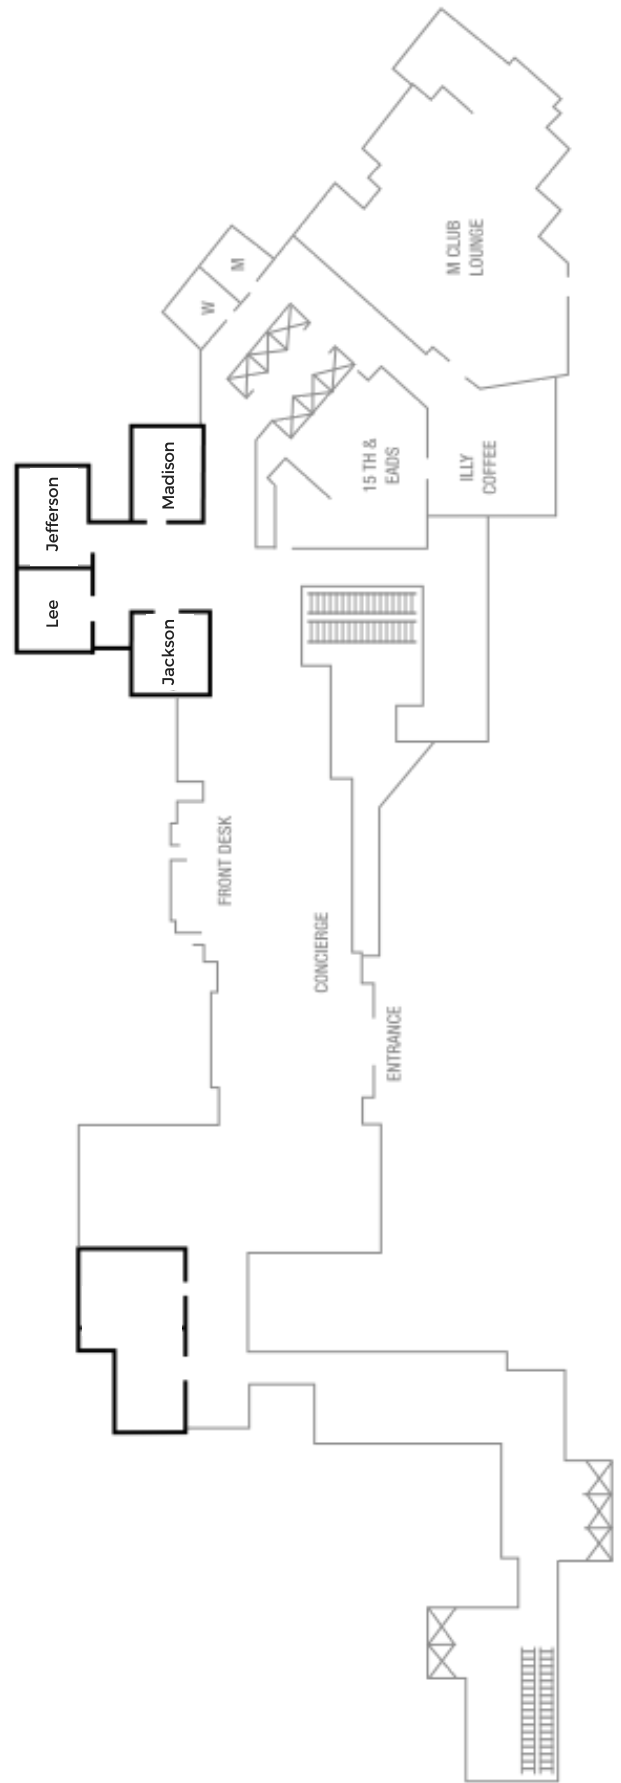 M CLUB
LOUNGE
M
W
Madison
Jefferson
15 TH &
EADS
ILLY
COFFEE
Lee
Jackson
FRONT DESK
CONCIERGE
ENTRANCE